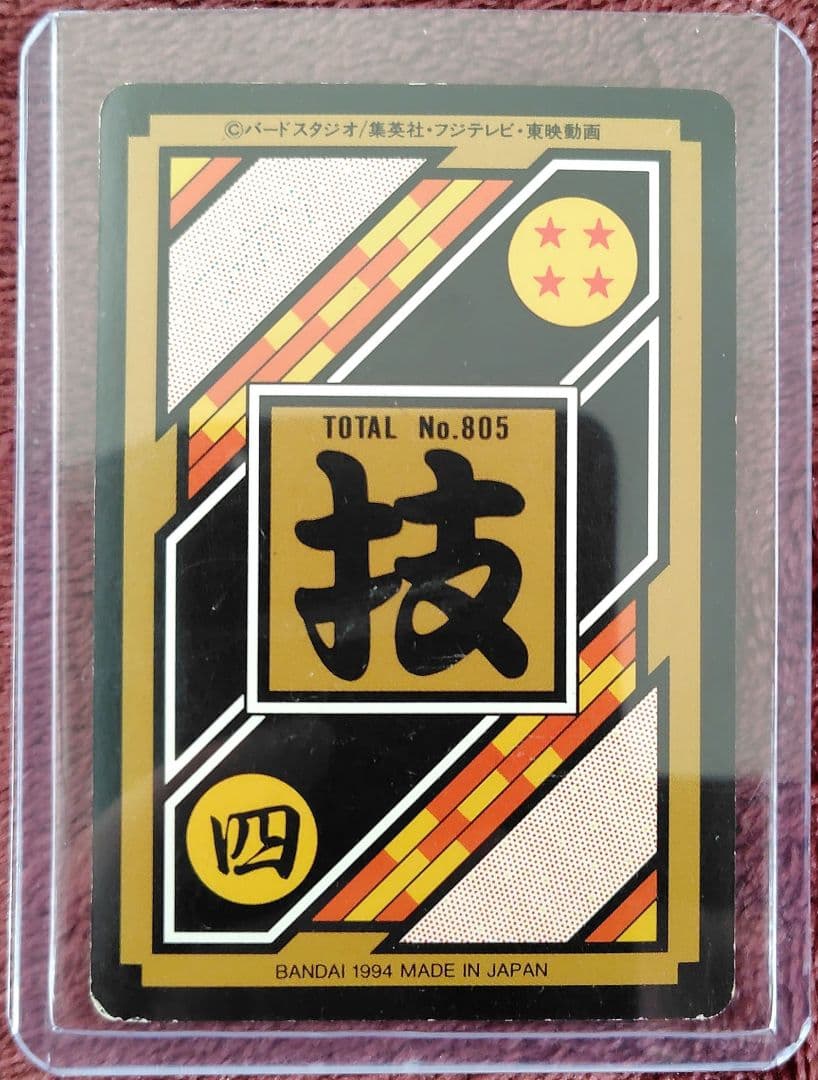 ©バードスタジオ/集英社・フジテレビ・東映動画
TOTAL No.805
技
四
BANDAI 1994 MADE IN JAPAN